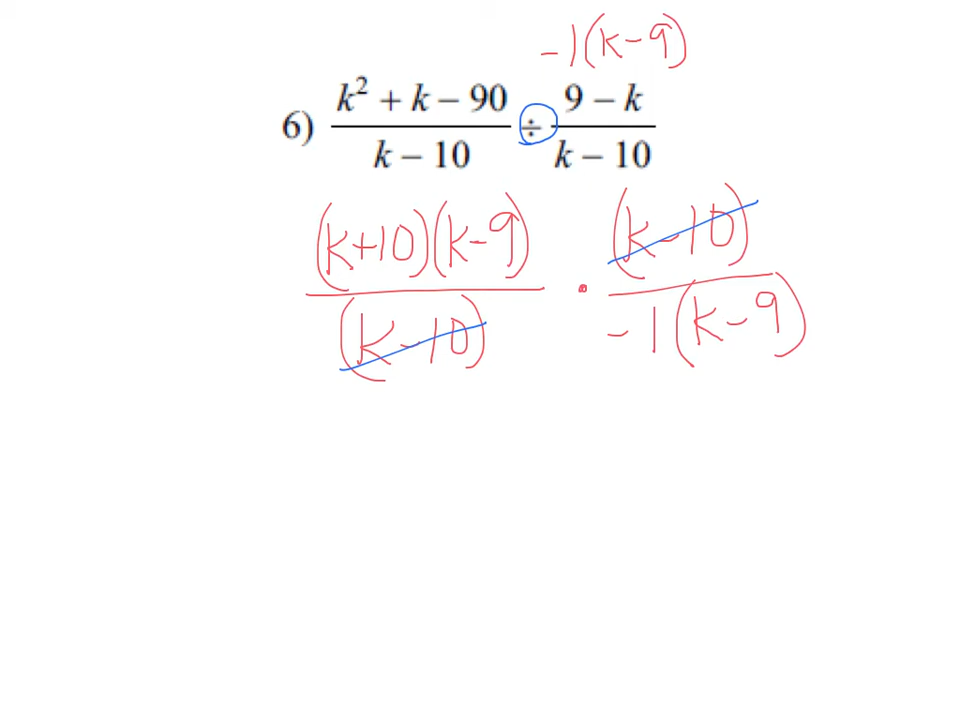 -1(k-9)
6) k² + k - 90 / k - 10 ÷ 9 - k / k - 10
(k+10)(k-9) / (k-10) · (k-10) / -1(k-9)